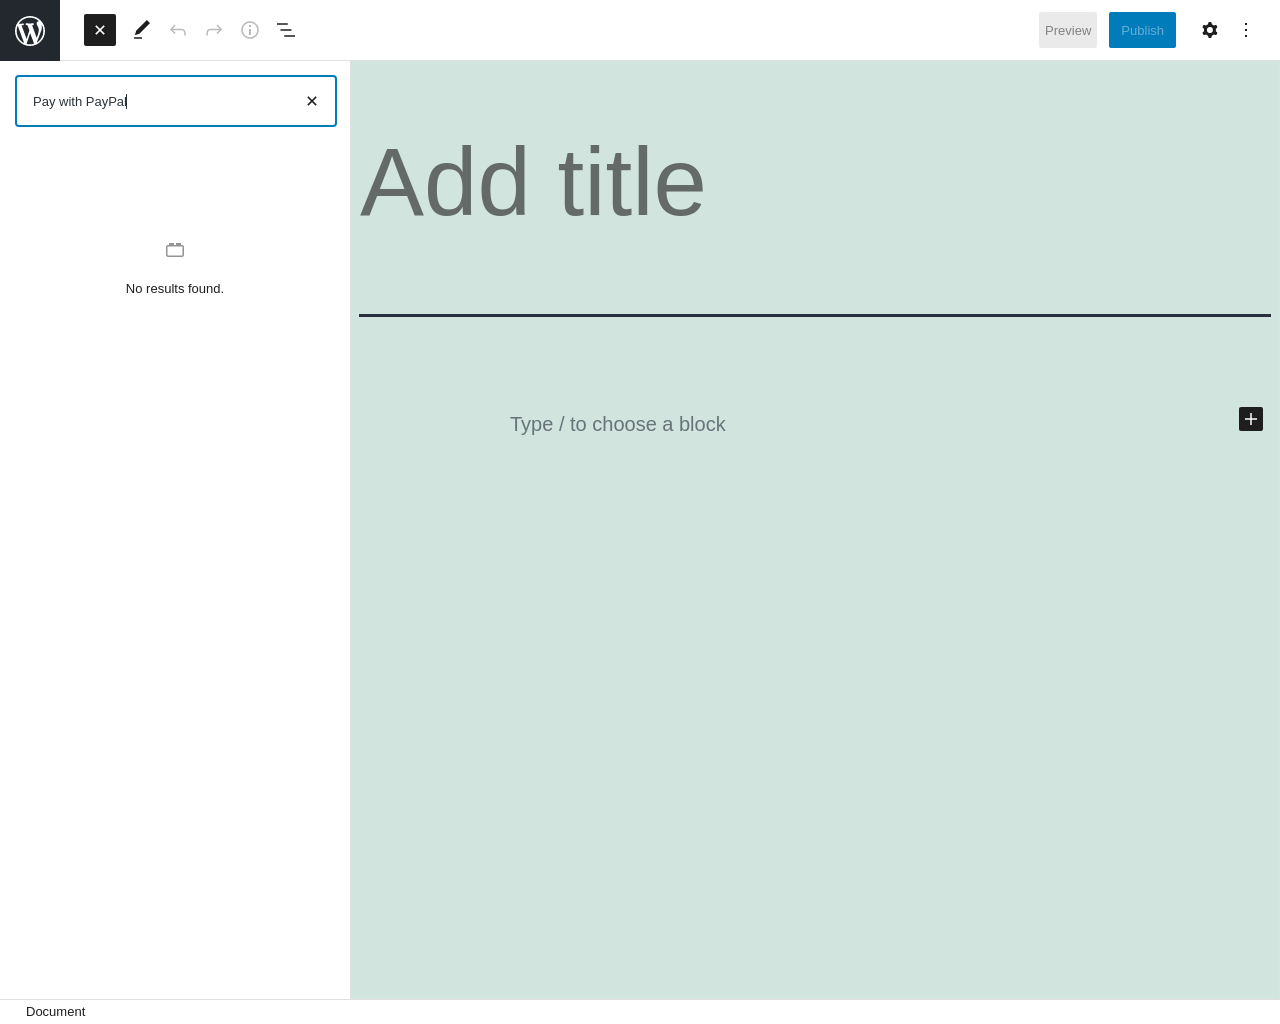 Preview
Publish
Pay with PayPal
Add title
No results found.
Type / to choose a block
Document